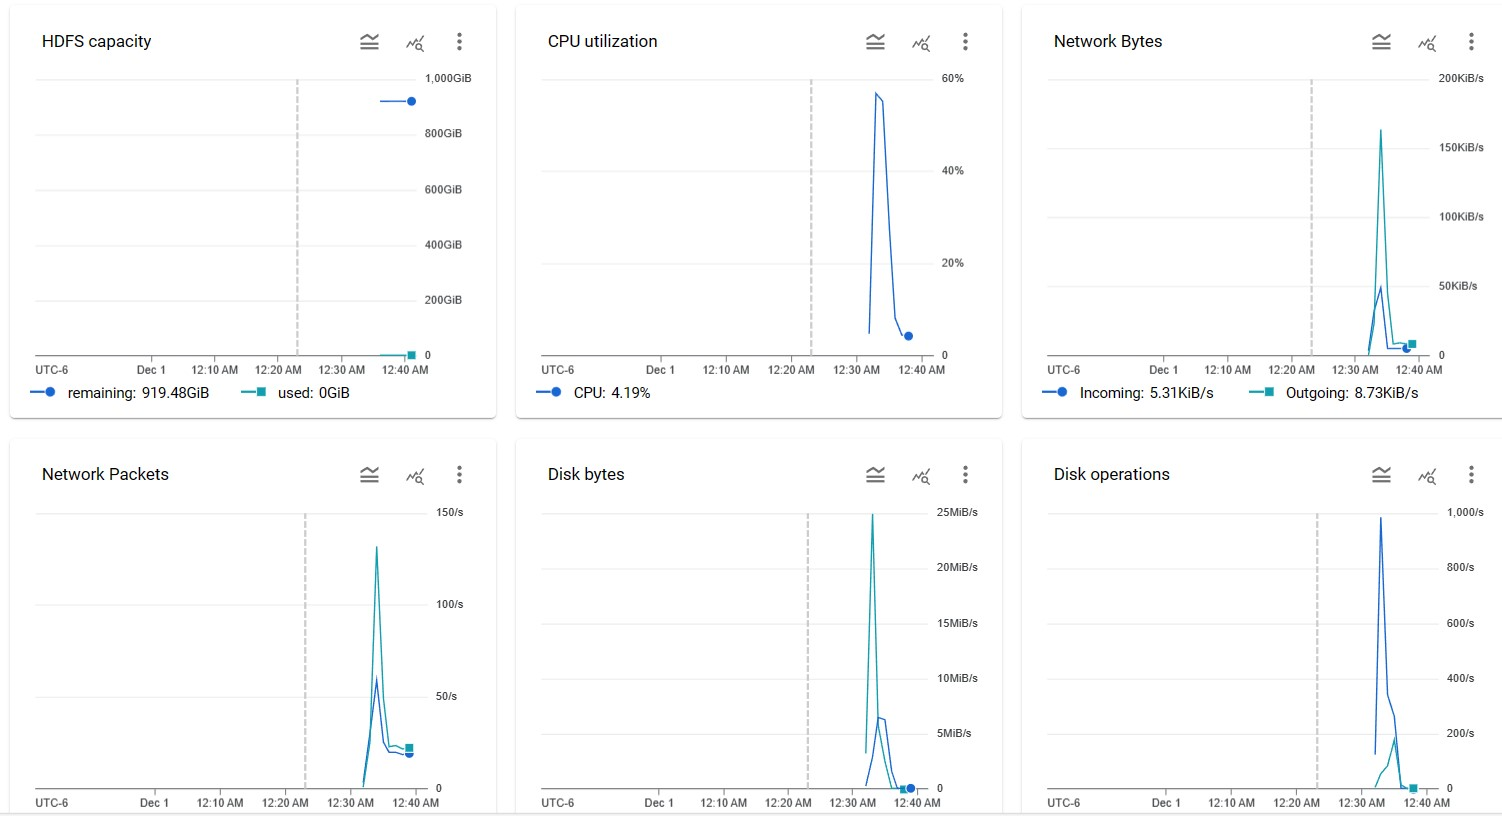 HDFS capacity
1,000GiB
800GiB
600GiB
400GiB
200GiB
0
UTC-6 Dec 1 12:10 AM 12:20 AM 12:30 AM 12:40 AM
remaining: 919.48GiB used: 0GiB
CPU utilization
60%
40%
20%
0
UTC-6 Dec 1 12:10 AM 12:20 AM 12:30 AM 12:40 AM
CPU: 4.19%
Network Bytes
200KiB/s
150KiB/s
100KiB/s
50KiB/s
0
UTC-6 Dec 1 12:10 AM 12:20 AM 12:30 AM 12:40 AM
Incoming: 5.31KiB/s Outgoing: 8.73KiB/s
Network Packets
150/s
100/s
50/s
0
UTC-6 Dec 1 12:10 AM 12:20 AM 12:30 AM 12:40 AM
Disk bytes
25MiB/s
20MiB/s
15MiB/s
10MiB/s
5MiB/s
0
UTC-6 Dec 1 12:10 AM 12:20 AM 12:30 AM 12:40 AM
Disk operations
1,000/s
800/s
600/s
400/s
200/s
0
UTC-6 Dec 1 12:10 AM 12:20 AM 12:30 AM 12:40 AM